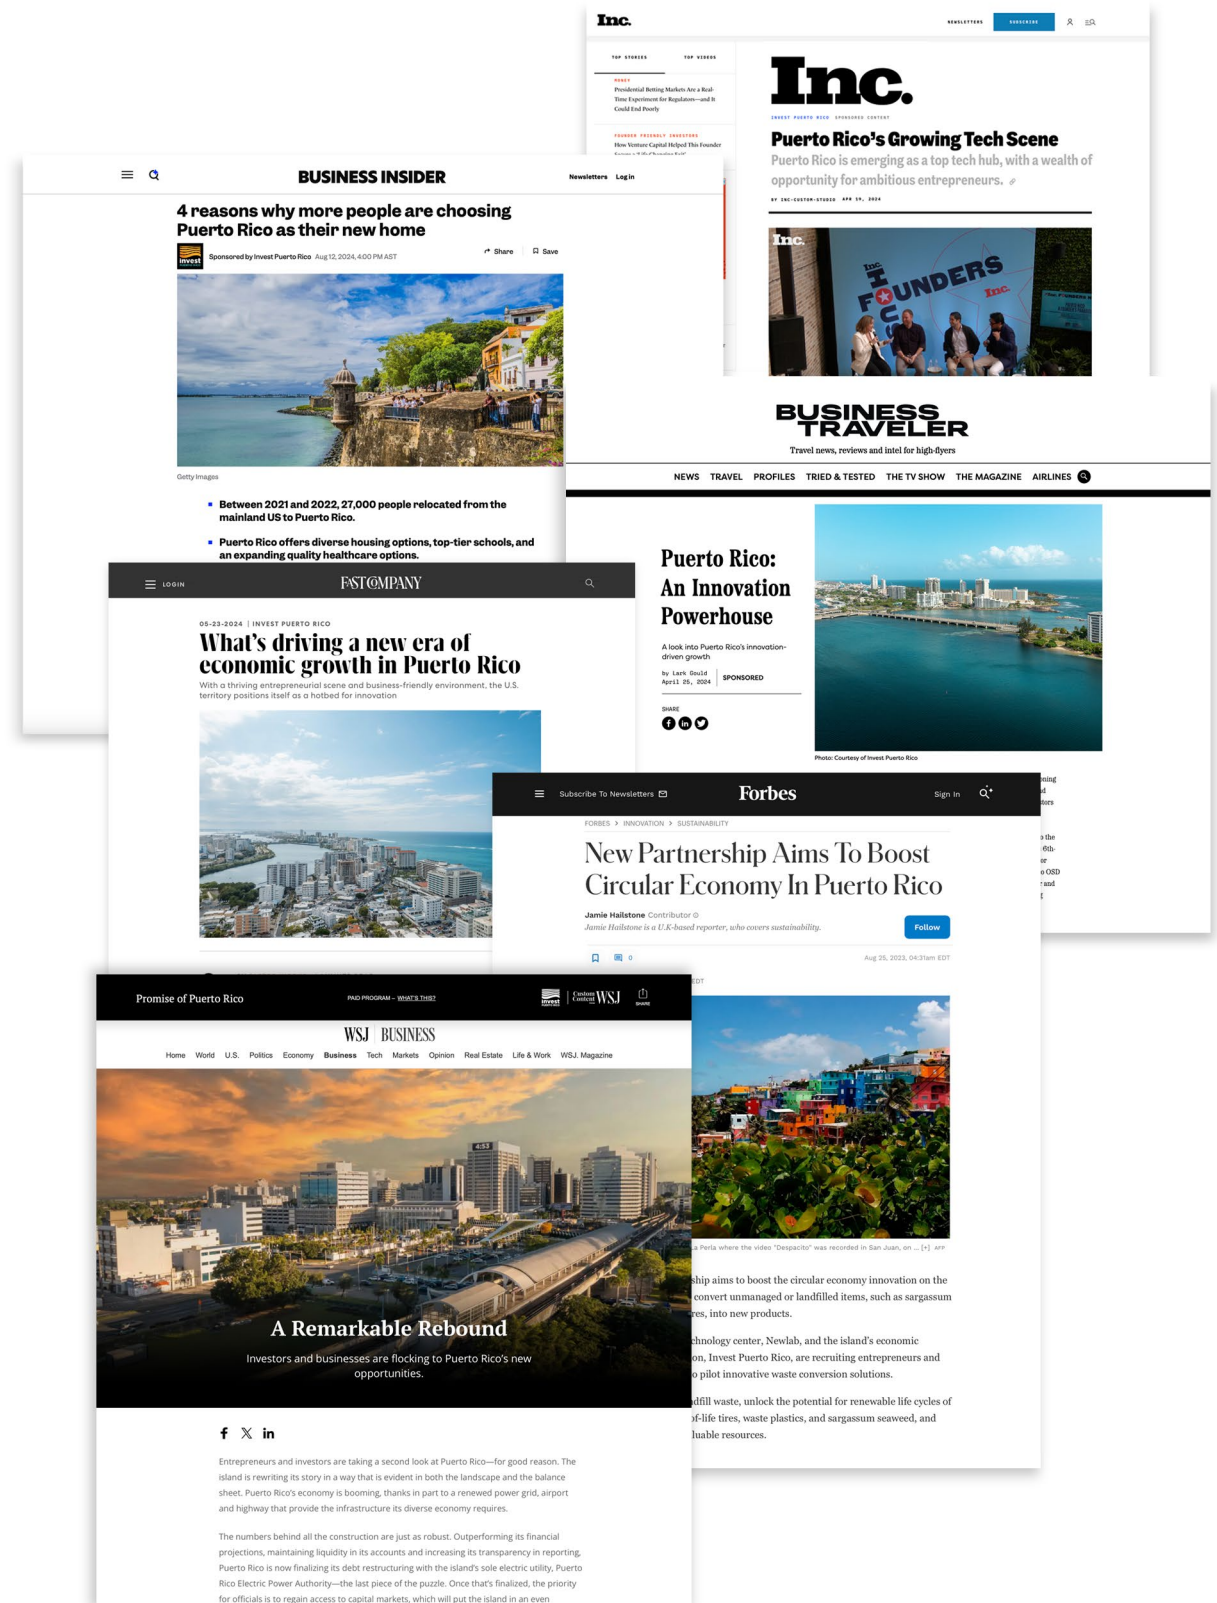 Inc.
NEWSLETTERS
SUBSCRIBE
TOP STORIES
TOP VIDEOS
MONEY
Presidential Betting Markets Are a Real-
Time Experiment for Regulators—and It
Could End Poorly
FOUNDER FRIENDLY INVESTORS
How Venture Capital Helped This Founder
Inc.
INVEST PUERTO RICO SPONSORED CONTENT
Puerto Rico's Growing Tech Scene
Puerto Rico is emerging as a top tech hub, with a wealth of
opportunity for ambitious entrepreneurs.
BY INC-CUSTOM-STUDIO APR 19, 2024
Inc.
Inc.
FOUNDERS
HOUSE
Inc.
BUSINESS INSIDER
Newsletters Log in
4 reasons why more people are choosing
Puerto Rico as their new home
invest
Sponsored by Invest Puerto Rico Aug 12, 2024, 4:00 PM AST
Share
Save
Getty Images
Between 2021 and 2022, 27,000 people relocated from the
mainland US to Puerto Rico.
Puerto Rico offers diverse housing options, top-tier schools, and
an expanding quality healthcare options.
BUSINESS
TRAVELER
Travel news, reviews and intel for high-flyers
NEWS TRAVEL PROFILES TRIED & TESTED THE TV SHOW THE MAGAZINE AIRLINES
Puerto Rico:
An Innovation
Powerhouse
A look into Puerto Rico's innovation-
driven growth
by Lark Gould
April 25, 2024
SPONSORED
SHARE
Photo: Courtesy of Invest Puerto Rico
LOGIN
FAST COMPANY
05-23-2024 | INVEST PUERTO RICO
What's driving a new era of
economic growth in Puerto Rico
With a thriving entrepreneurial scene and business-friendly environment, the U.S.
territory positions itself as a hotbed for innovation
Subscribe To Newsletters
Forbes
Sign In
FORBES > INNOVATION > SUSTAINABILITY
New Partnership Aims To Boost
Circular Economy In Puerto Rico
Jamie Hailstone Contributor
Jamie Hailstone is a U.K-based reporter, who covers sustainability.
Follow
0
Aug 25, 2023, 04:31am EDT
EDT
La Perla where the video "Despacito" was recorded in San Juan, on ... [+] AFP
ship aims to boost the circular economy innovation on the
convert unmanaged or landfilled items, such as sargassum
res, into new products.
chnology center, Newlab, and the island's economic
on, Invest Puerto Rico, are recruiting entrepreneurs and
o pilot innovative waste conversion solutions.
dfill waste, unlock the potential for renewable life cycles of
of-life tires, waste plastics, and sargassum seaweed, and
luable resources.
Promise of Puerto Rico
PAID PROGRAM – WHAT'S THIS?
invest
Custom Content WSJ
SHARE
WSJ | BUSINESS
Home World U.S. Politics Economy Business Tech Markets Opinion Real Estate Life & Work WSJ. Magazine
4:53
A Remarkable Rebound
Investors and businesses are flocking to Puerto Rico's new
opportunities.
Entrepreneurs and investors are taking a second look at Puerto Rico—for good reason. The
island is rewriting its story in a way that is evident in both the landscape and the balance
sheet. Puerto Rico's economy is booming, thanks in part to a renewed power grid, airport
and highway that provide the infrastructure its diverse economy requires.
The numbers behind all the construction are just as robust. Outperforming its financial
projections, maintaining liquidity in its accounts and increasing its transparency in reporting,
Puerto Rico is now finalizing its debt restructuring with the island's sole electric utility, Puerto
Rico Electric Power Authority—the last piece of the puzzle. Once that's finalized, the priority
for officials is to regain access to capital markets, which will put the island in an even